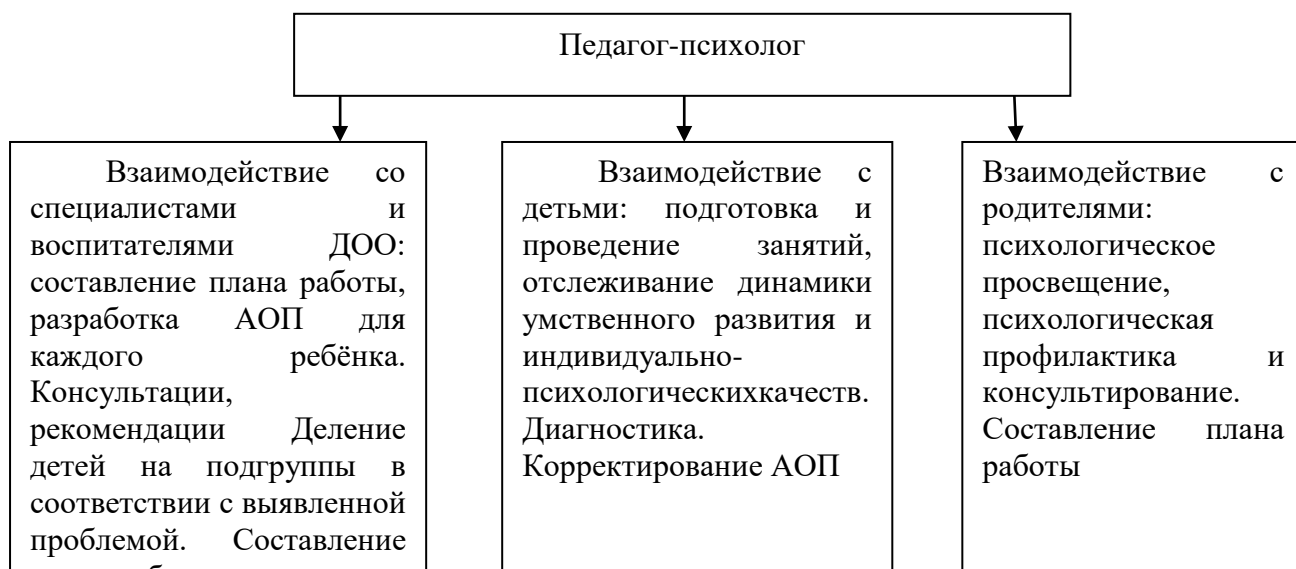 Педагог-психолог
Взаимодействие со
специалистами и
воспитателями ДОО:
составление плана работы,
разработка АОП для
каждого ребёнка.
Консультации,
рекомендации Деление
детей на подгруппы в
соответствии с выявленной
проблемой. Составление
Взаимодействие с
детьми: подготовка и
проведение занятий,
отслеживание динамики
умственного развития и
индивидуально-
психологическихкачеств.
Диагностика.
Корректирование АОП
Взаимодействие с
родителями:
психологическое
просвещение,
психологическая
профилактика и
консультирование.
Составление плана
работы